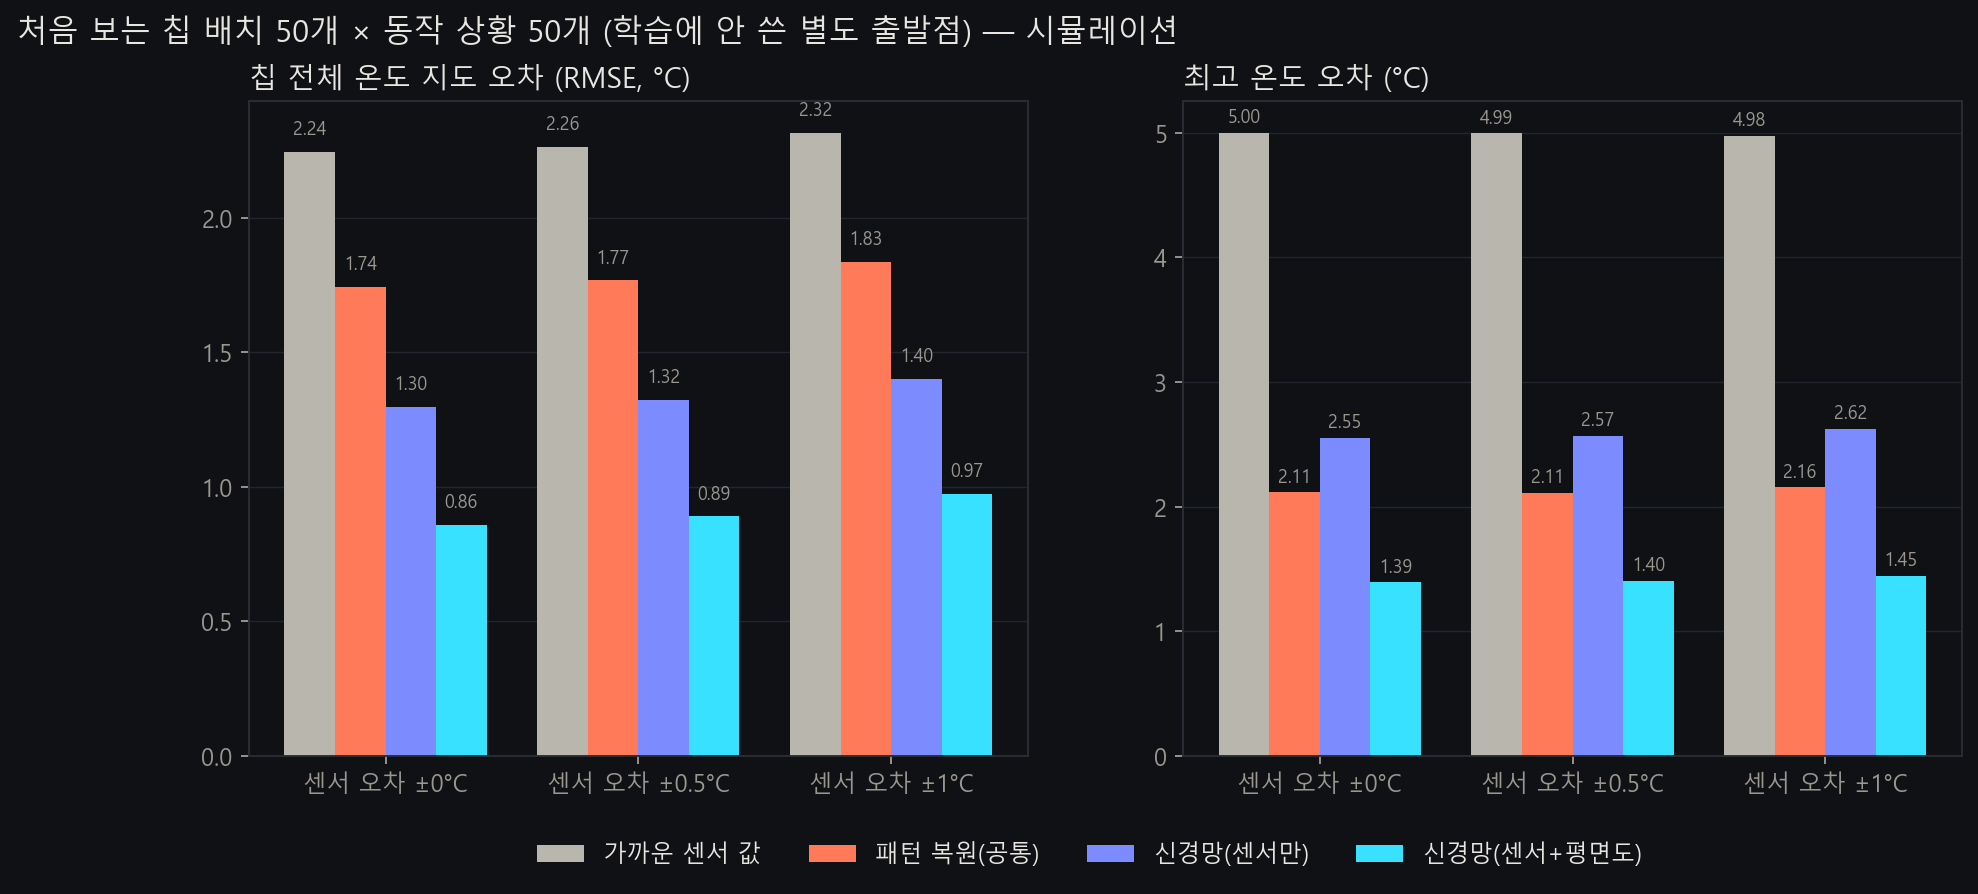 처음 보는 칩 배치 50개 × 동작 상황 50개 (학습에 안 쓴 별도 출발점) — 시뮬레이션
칩 전체 온도 지도 오차 (RMSE, °C)
2.24
1.74
1.30
0.86
2.26
1.77
1.32
0.89
2.32
1.83
1.40
0.97
2.0
1.5
1.0
0.5
0.0
센서 오차 ±0°C
센서 오차 ±0.5°C
센서 오차 ±1°C
최고 온도 오차 (°C)
5.00
2.11
2.55
1.39
4.99
2.11
2.57
1.40
4.98
2.16
2.62
1.45
5
4
3
2
1
0
센서 오차 ±0°C
센서 오차 ±0.5°C
센서 오차 ±1°C
가까운 센서 값
패턴 복원(공통)
신경망(센서만)
신경망(센서+평면도)